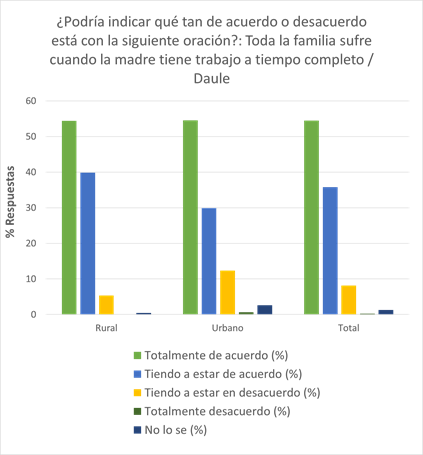 ¿Podría indicar qué tan de acuerdo o desacuerdo
está con la siguiente oración?: Toda la familia sufre
cuando la madre tiene trabajo a tiempo completo /
Daule
% Respuestas
60
50
40
30
20
10
0
Rural
Urbano
Total
Totalmente de acuerdo (%)
Tiendo a estar de acuerdo (%)
Tiendo a estar en desacuerdo (%)
Totalmente desacuerdo (%)
No lo se (%)